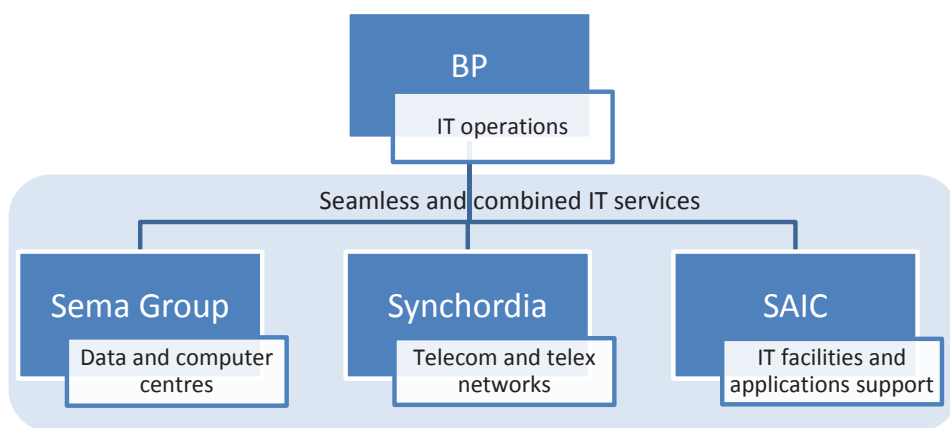 BP
IT operations
Seamless and combined IT services
Sema Group
Data and computer
centres
Synchordia
Telecom and telex
networks
SAIC
IT facilities and
applications support